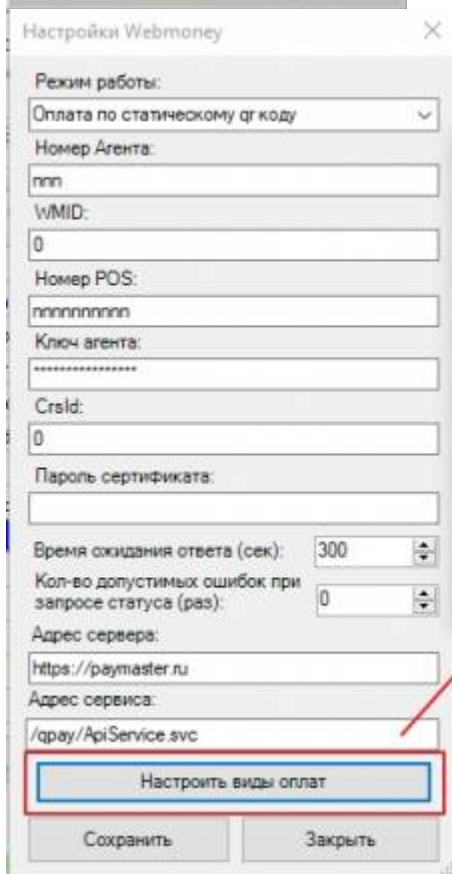 Настройки Webmoney
Режим работы:
Оплата по статическому qr коду
Номер Агента:
nnn
WMID:
0
Номер POS:
nnnnnnnnnn
Ключ агента:
****************
CrsId:
0
Пароль сертификата:
Время ожидания ответа (сек): 300
Кол-во допустимых ошибок при
запросе статуса (раз): 0
Адрес сервера:
https://paymaster.ru
Адрес сервиса:
/qpay/ApiService.svc
Настроить виды оплат
Сохранить Закрыть